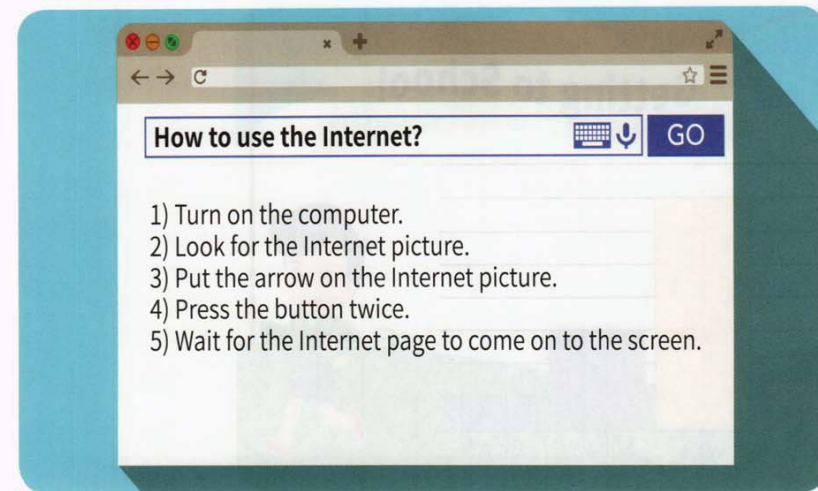 How to use the Internet?
GO
1) Turn on the computer.
2) Look for the Internet picture.
3) Put the arrow on the Internet picture.
4) Press the button twice.
5) Wait for the Internet page to come on to the screen.